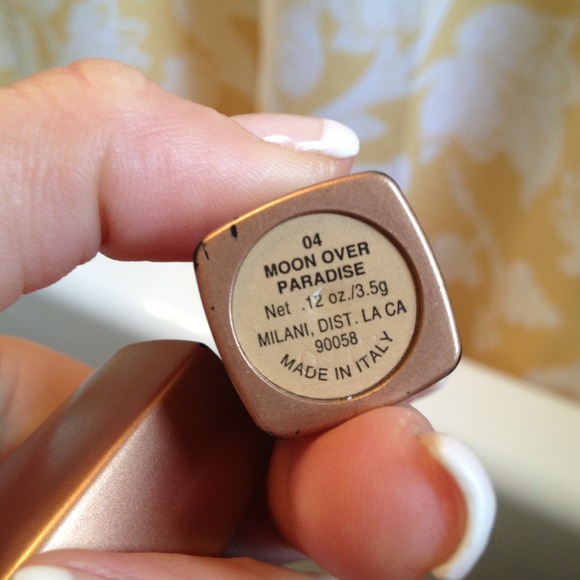 04
MOON OVER
PARADISE
Net .12 oz./3.5g
MILANI, DIST. LA CA
90058
MADE IN ITALY